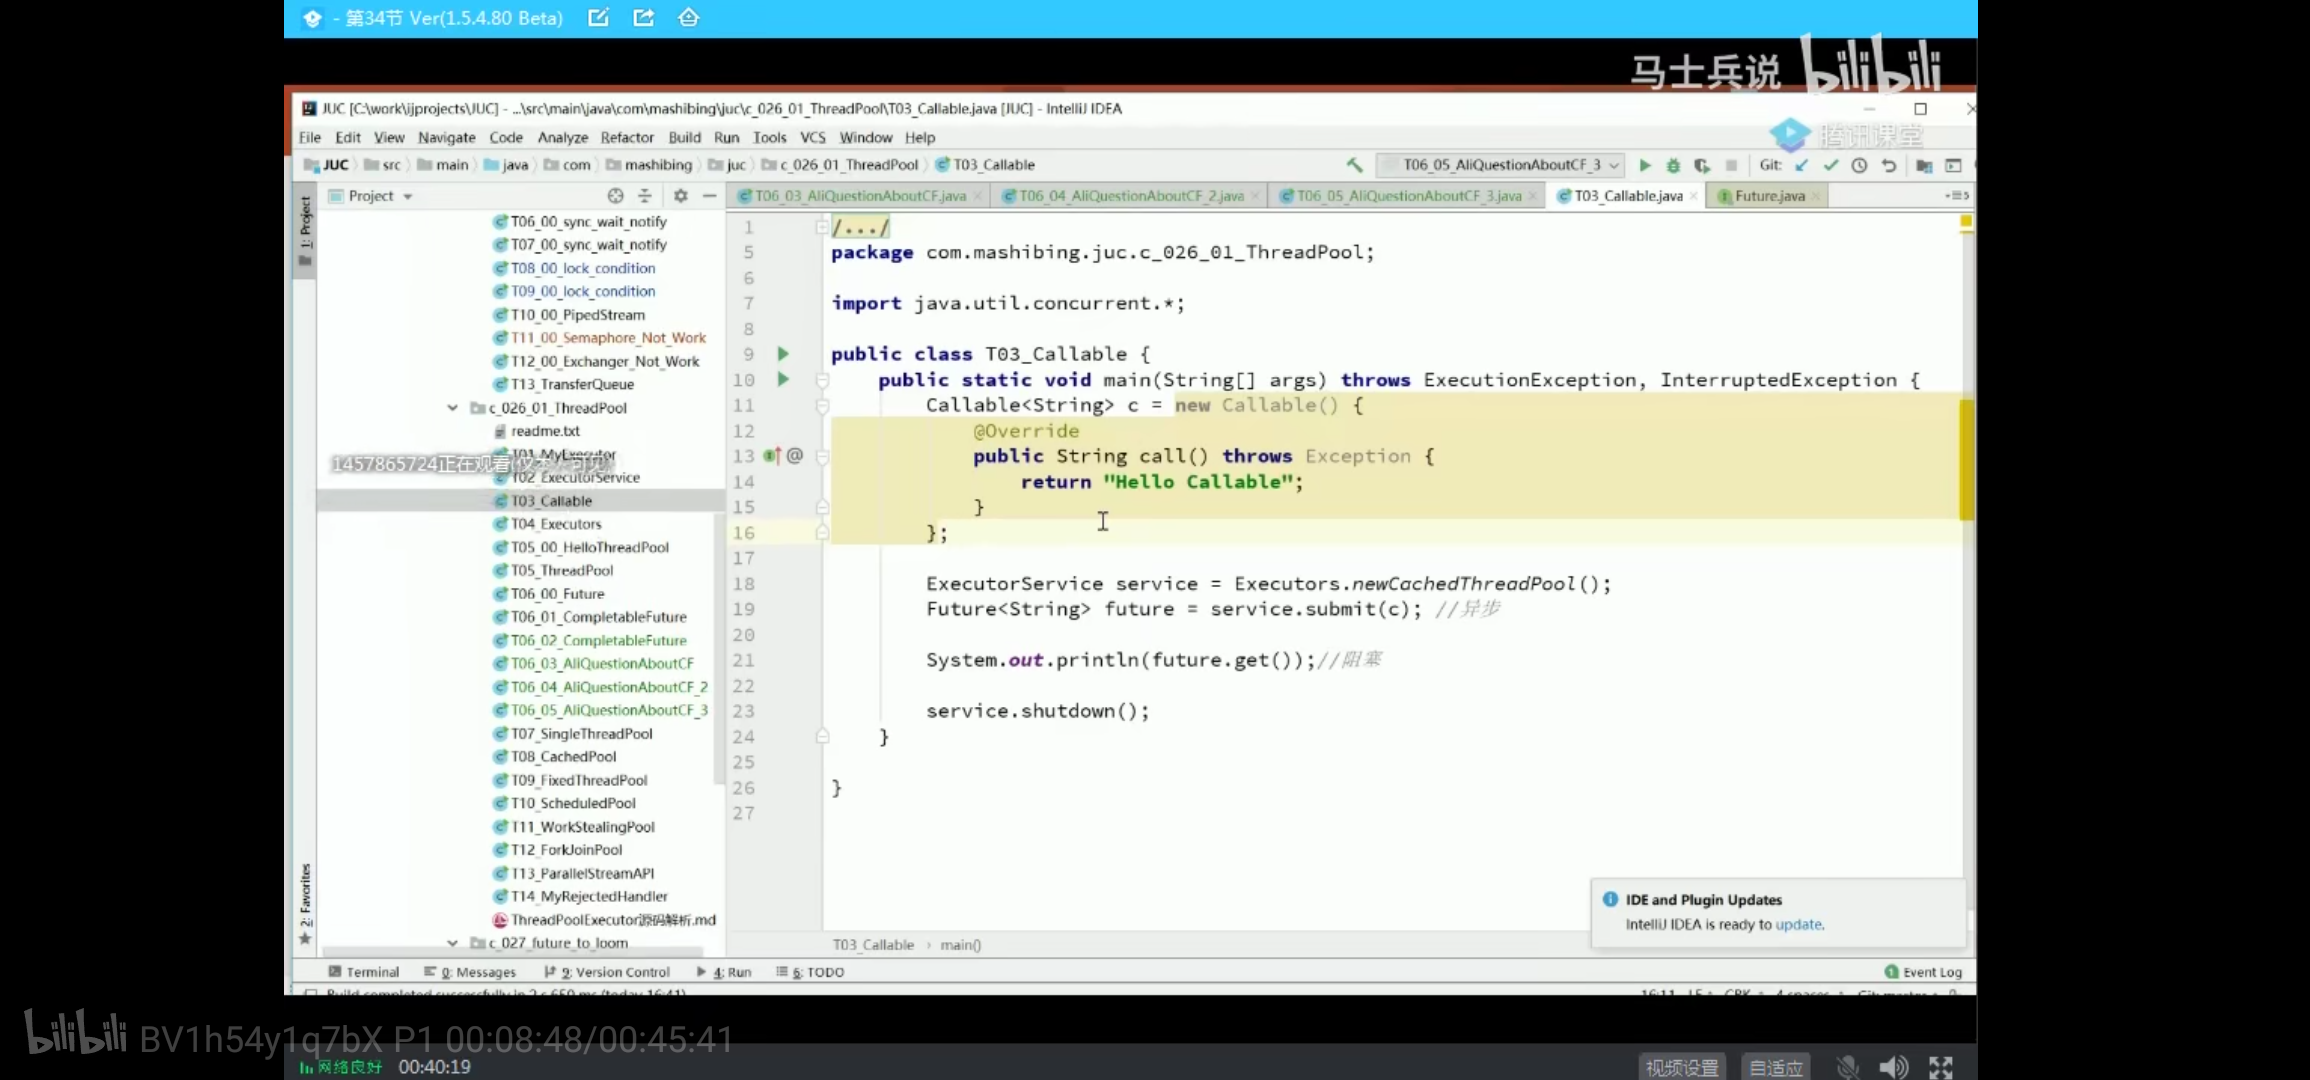 - 第34节 Ver(1.5.4.80 Beta)
马士兵说 bilibili
JUC [C:\work\ijprojects\JUC] - ...\src\main\java\com\mashibing\juc\c_026_01_ThreadPool\T03_Callable.java [JUC] - IntelliJ IDEA
File Edit View Navigate Code Analyze Refactor Build Run Tools VCS Window Help
腾讯课堂
JUC src main java com mashibing juc c_026_01_ThreadPool T03_Callable
T06_05_AliQuestionAboutCF_3 Git:
Project
T06_03_AliQuestionAboutCF.java T06_04_AliQuestionAboutCF_2.java T06_05_AliQuestionAboutCF_3.java T03_Callable.java Future.java
1: Project
T06_00_sync_wait_notify
T07_00_sync_wait_notify
T08_00_lock_condition
T09_00_lock_condition
T10_00_PipedStream
T11_00_Semaphore_Not_Work
T12_00_Exchanger_Not_Work
T13_TransferQueue
c_026_01_ThreadPool
readme.txt
T01_MyExecutor
1457865724正在观看
T02_ExecutorService
T03_Callable
T04_Executors
T05_00_HelloThreadPool
T05_ThreadPool
T06_00_Future
T06_01_CompletableFuture
T06_02_CompletableFuture
T06_03_AliQuestionAboutCF
T06_04_AliQuestionAboutCF_2
T06_05_AliQuestionAboutCF_3
T07_SingleThreadPool
T08_CachedPool
T09_FixedThreadPool
T10_ScheduledPool
T11_WorkStealingPool
T12_ForkJoinPool
T13_ParallelStreamAPI
T14_MyRejectedHandler
ThreadPoolExecutor源码解析.md
c_027_future_to_loom
2: Favorites
1 /.../
5 package com.mashibing.juc.c_026_01_ThreadPool;
6
7 import java.util.concurrent.*;
8
9 public class T03_Callable {
10 public static void main(String[] args) throws ExecutionException, InterruptedException {
11 Callable<String> c = new Callable() {
12 @Override
13 @ public String call() throws Exception {
14 return "Hello Callable";
15 }
16 };
17
18 ExecutorService service = Executors.newCachedThreadPool();
19 Future<String> future = service.submit(c); //异步
20
21 System.out.println(future.get());//阻塞
22
23 service.shutdown();
24 }
25
26 }
27
IDE and Plugin Updates
IntelliJ IDEA is ready to update.
T03_Callable › main()
Terminal 0: Messages 9: Version Control 4: Run 6: TODO Event Log
Build completed successfully in 2 s 650 ms (today 16:41)
16:11
bilibili BV1h54y1q7bX P1 00:08:48/00:45:41
网络良好 00:40:19 视频设置 自适应